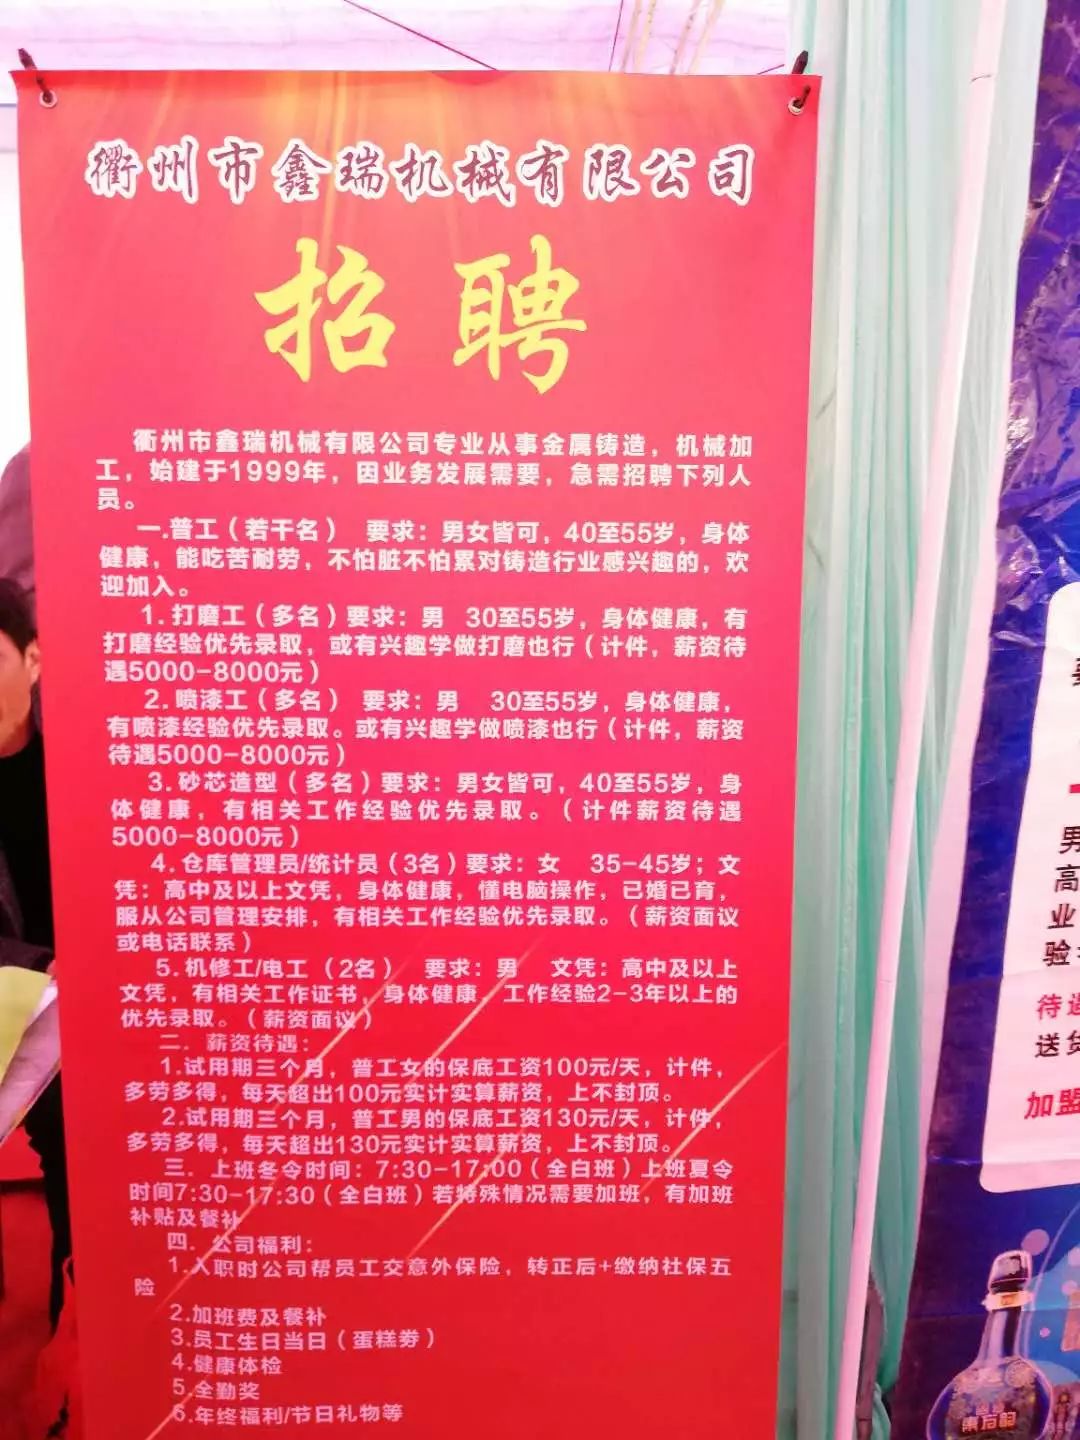 衢州市鑫瑞机械有限公司
招聘
衢州市鑫瑞机械有限公司专业从事金属铸造，机械加
工，始建于1999年，因业务发展需要，急需招聘下列人
员。
一.普工（若干名） 要求：男女皆可，40至55岁，身体
健康，能吃苦耐劳，不怕脏不怕累对铸造行业感兴趣的，欢
迎加入。
1. 打磨工（多名）要求：男 30至55岁，身体健康，有
打磨经验优先录取，或有兴趣学做打磨也行（计件，薪资待
遇5000-8000元）
2. 喷漆工（多名） 要求：男 30至55岁，身体健康，
有喷漆经验优先录取。或有兴趣学做喷漆也行（计件，薪资
待遇5000-8000元）
3. 砂芯造型（多名）要求：男女皆可，40至55岁，身
体健康，有相关工作经验优先录取。（计件薪资待遇
5000-8000元）
4. 仓库管理员/统计员（3名）要求：女 35-45岁；文
凭：高中及以上文凭，身体健康，懂电脑操作，已婚已育，
服从公司管理安排，有相关工作经验优先录取。（薪资面议
或电话联系）
5. 机修工/电工 （2名） 要求：男 文凭：高中及以上
文凭，有相关工作证书，身体健康，工作经验2-3年以上的
优先录取。（薪资面议）
二．薪资待遇：
1.试用期三个月，普工女的保底工资100元/天，计件，
多劳多得，每天超出100元实计实算薪资，上不封顶。
2.试用期三个月，普工男的保底工资130元/天，计件，
多劳多得，每天超出130元实计实算薪资，上不封顶。
三．上班冬令时间：7:30-17:00（全白班）上班夏令
时间7:30-17:30（全白班）若特殊情况需要加班，有加班
补贴及餐补
四．公司福利：
1.入职时公司帮员工交意外保险，转正后+缴纳社保五
险
2.加班费及餐补
3.员工生日当日（蛋糕券）
4.健康体检
5.全勤奖
6.年终福利/节日礼物等
男
高
业
验
待遇
送货
加盟